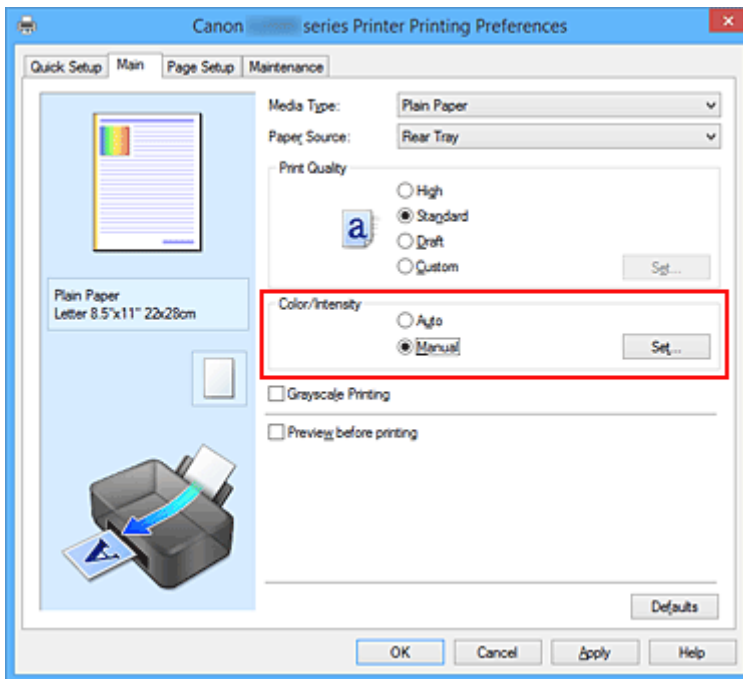 Canon series Printer Printing Preferences
Quick Setup Main Page Setup Maintenance
Media Type: Plain Paper
Paper Source: Rear Tray
Print Quality
High
a Standard
Draft
Custom Set...
Plain Paper
Letter 8.5"x11" 22x28cm
Color/Intensity
Auto
Manual Set...
Grayscale Printing
Preview before printing
A
Defaults
OK Cancel Apply Help